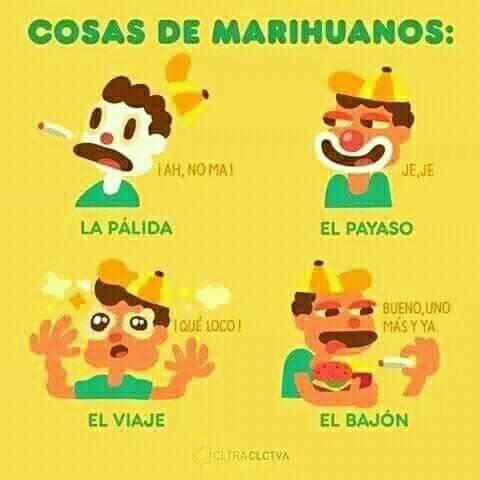 COSAS DE MARIHUANOS:
¡AH, NO MA!
LA PÁLIDA
JE,JE
EL PAYASO
¡QUÉ LOCO!
EL VIAJE
BUENO, UNO
MÁS Y YA.
EL BAJÓN
CLTRACLCTVA